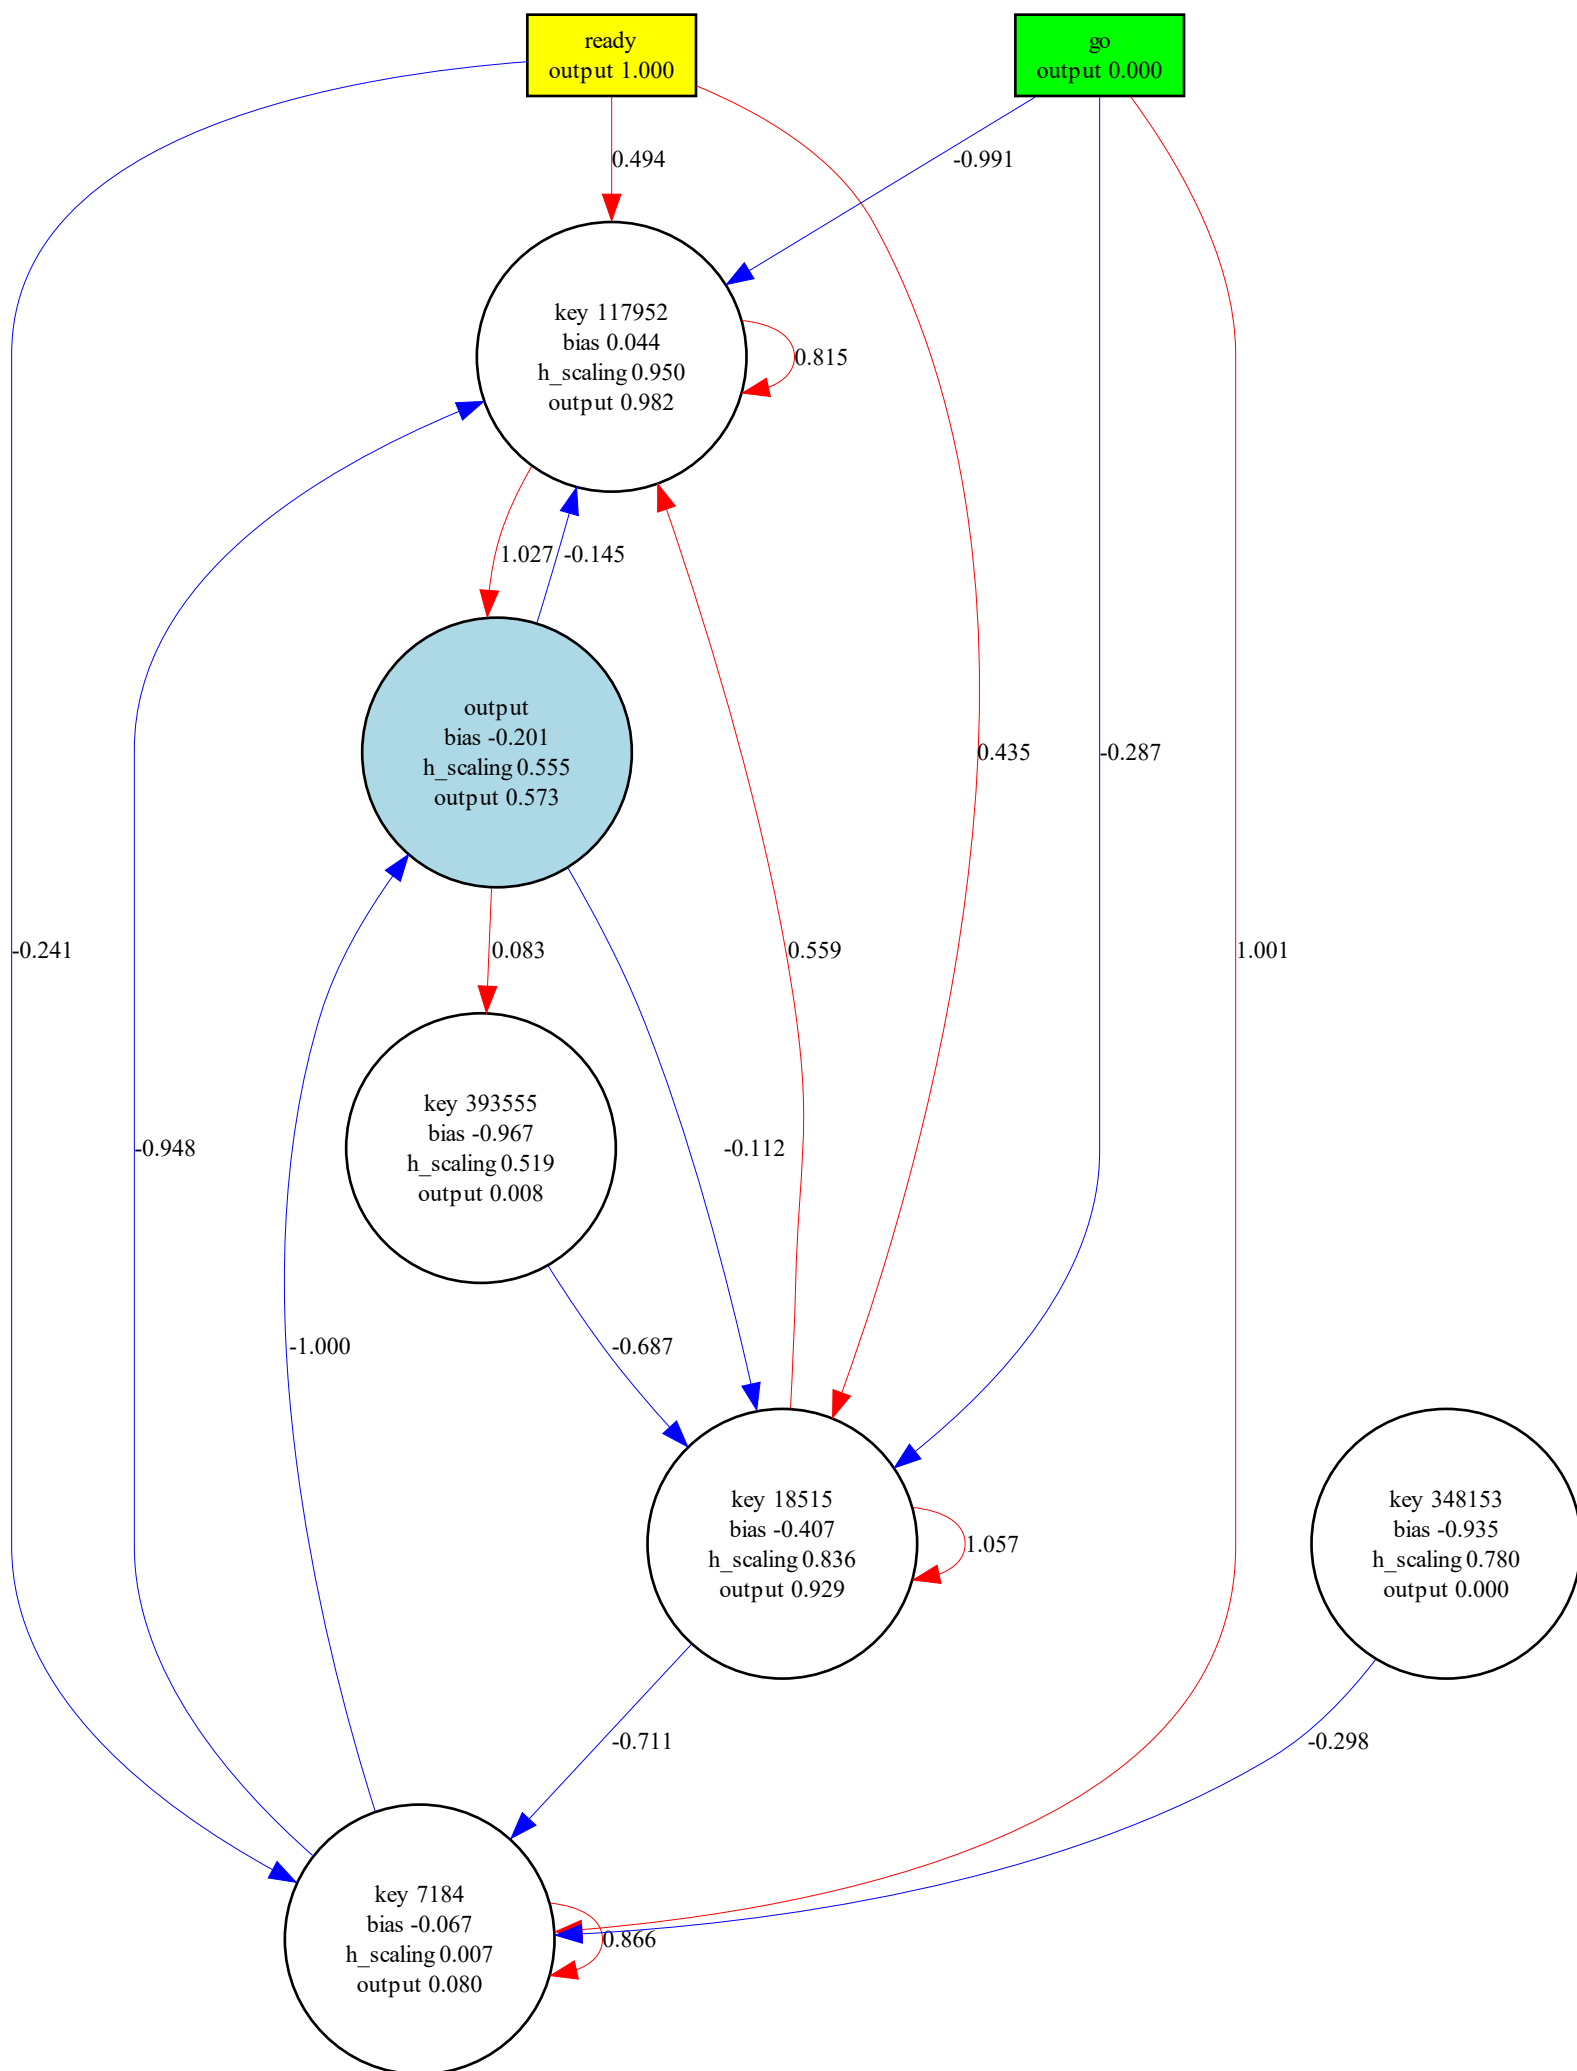 ready
output 1.000
go
output 0.000
0.494
-0.991
key 117952
bias 0.044
h_scaling 0.950
output 0.982
0.815
1.027
-0.145
output
bias -0.201
h_scaling 0.555
output 0.573
0.435
-0.287
-0.241
0.083
0.559
1.001
key 393555
bias -0.967
h_scaling 0.519
output 0.008
-0.948
-0.112
-1.000
-0.687
key 18515
bias -0.407
h_scaling 0.836
output 0.929
1.057
key 348153
bias -0.935
h_scaling 0.780
output 0.000
-0.711
-0.298
key 7184
bias -0.067
h_scaling 0.007
output 0.080
0.866